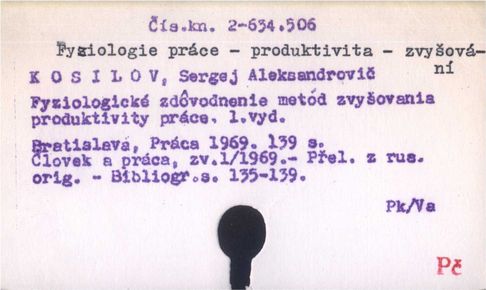 Čís.kn. 2-634.506
Fyziologie práce - produktivita - zvyšová-
ní
K O S I L O V, Sergej Aleksandrovič
Fyziologické zdôvodnenie metód zvyšovania
produktivity práce. 1.vyd.
Bratislava, Práca 1969. 139 s.
Človek a práca, zv.1/1969.- Přel. z rus.
orig. - Bibliogr.s. 135-139.
Pk/Va
Pč